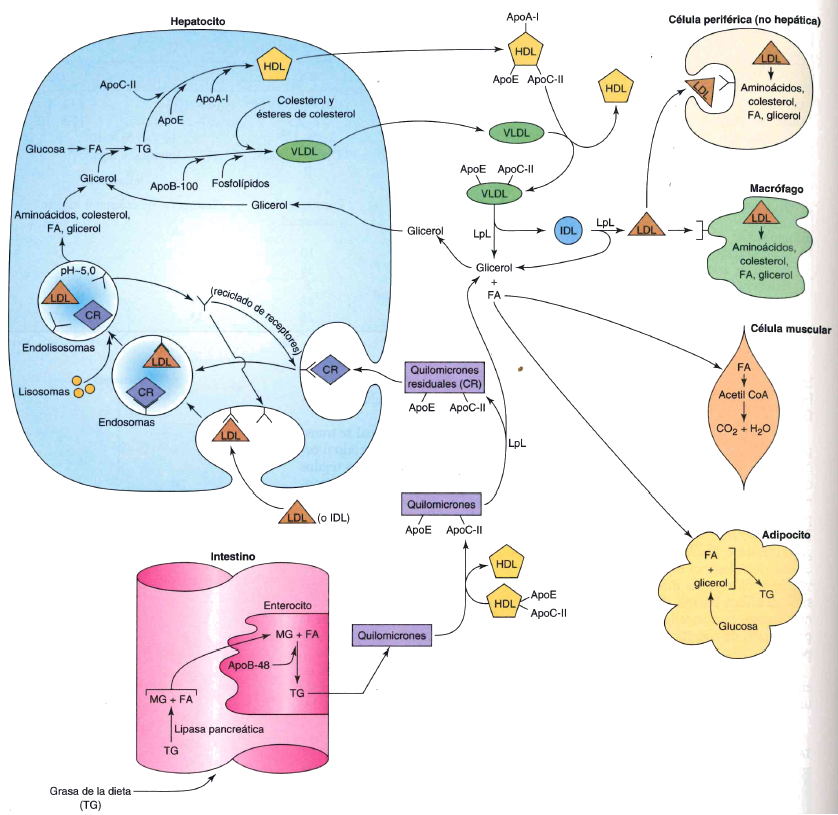 Hepatocito
ApoA-I
Célula periférica (no hepática)
HDL
HDL
LDL
ApoC-II
ApoE
ApoC-II
HDL
LDL
Aminoácidos,
colesterol,
FA, glicerol
ApoE
ApoA-I
Colesterol y
ésteres de colesterol
Glucosa
FA
TG
VLDL
VLDL
ApoB-100
Fosfolípidos
Glicerol
ApoE
ApoC-II
VLDL
Macrófago
Glicerol
Aminoácidos, colesterol,
FA, glicerol
Glicerol
LpL
IDL
LpL
LDL
LDL
Aminoácidos,
colesterol,
FA, glicerol
pH~5,0
LDL
CR
Endolisosomas
(reciclado de receptores)
Glicerol
+
FA
Célula muscular
FA
Acetil CoA
CO2 + H2O
Lisosomas
LDL
CR
Endosomas
CR
Quilomicrones
residuales (CR)
ApoE
ApoC-II
LpL
LDL
LDL
(o IDL)
Quilomicrones
ApoE
ApoC-II
Adipocito
FA
+
glicerol
TG
Glucosa
HDL
HDL
ApoE
ApoC-II
Intestino
Enterocito
MG + FA
ApoB-48
TG
Quilomicrones
MG + FA
Lipasa pancreática
TG
Grasa de la dieta
(TG)